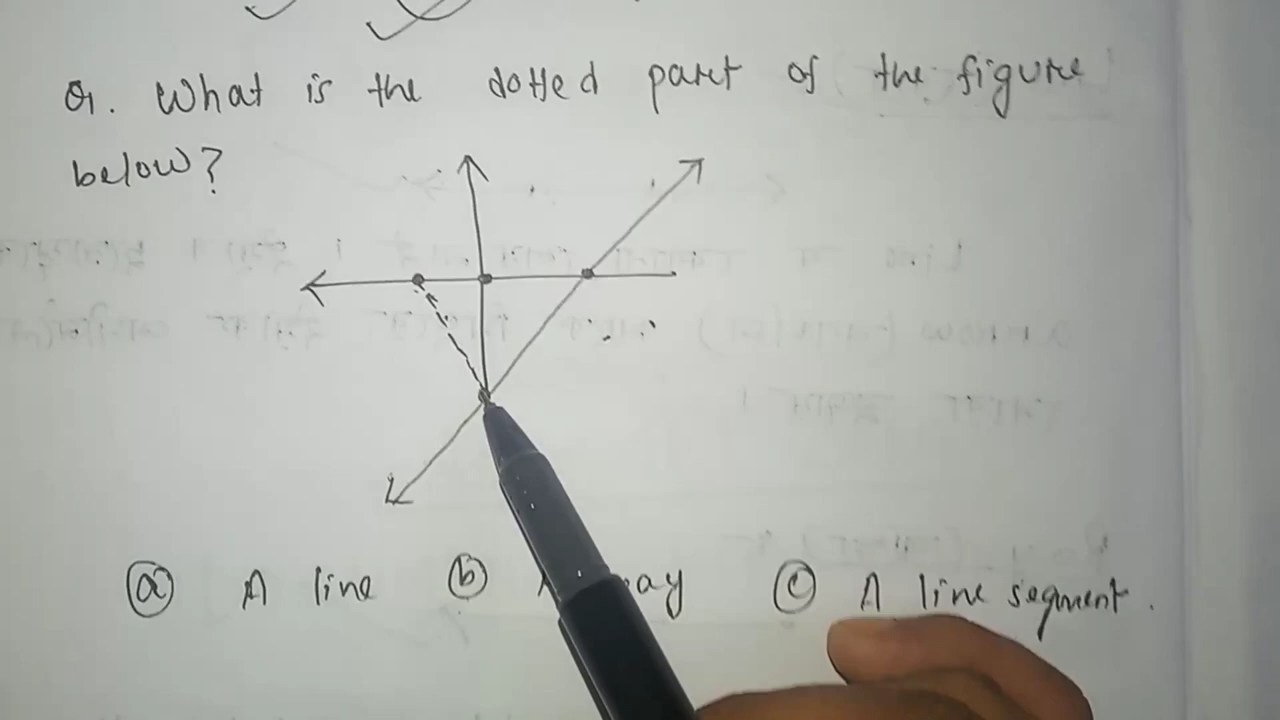 Q. What is the dotted part of the figure
below?
(a) A line (b) A ray (c) A line segment.